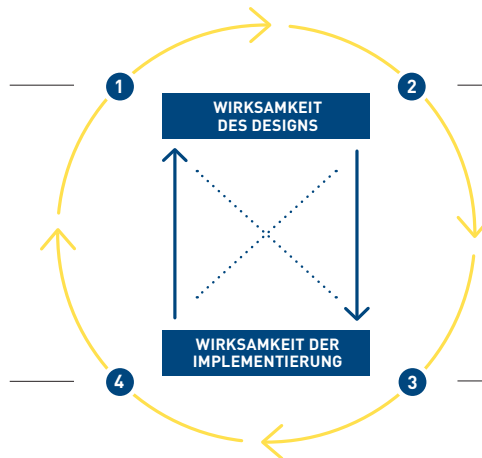 1
2
WIRKSAMKEIT
DES DESIGNS
WIRKSAMKEIT DER
IMPLEMENTIERUNG
4
3